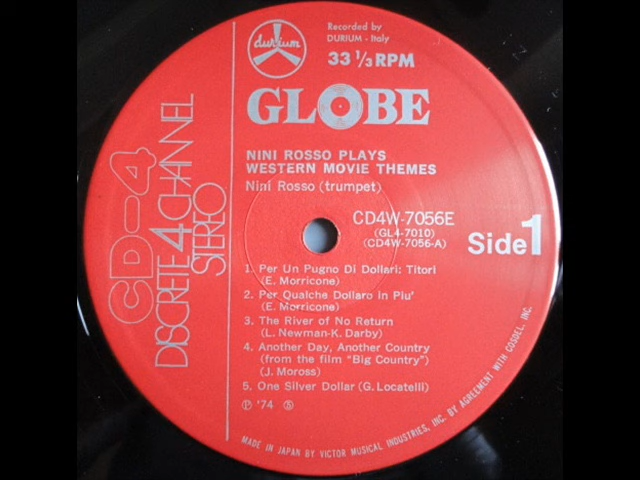 durium
Recorded by
DURIUM - Italy
33 1/3 RPM
GLOBE
CD-4
DISCRETE 4 CHANNEL
STEREO
NINI ROSSO PLAYS
WESTERN MOVIE THEMES
Nini Rosso (trumpet)
CD4W-7056E
(GL4-7010)
(CD4W-7056-A)
Side 1
1. Per Un Pugno Di Dollari: Titori
(E. Morricone)
2. Per Qualche Dollaro in Piu'
(E. Morricone)
3. The River of No Return
(L. Newman-K. Darby)
4. Another Day, Another Country
(from the film "Big Country")
(J. Moross)
5. One Silver Dollar (G. Locatelli)
Ⓟ '74 Ⓢ
MADE IN JAPAN BY VICTOR MUSICAL INDUSTRIES, INC. BY AGREEMENT WITH COSDEL, INC.